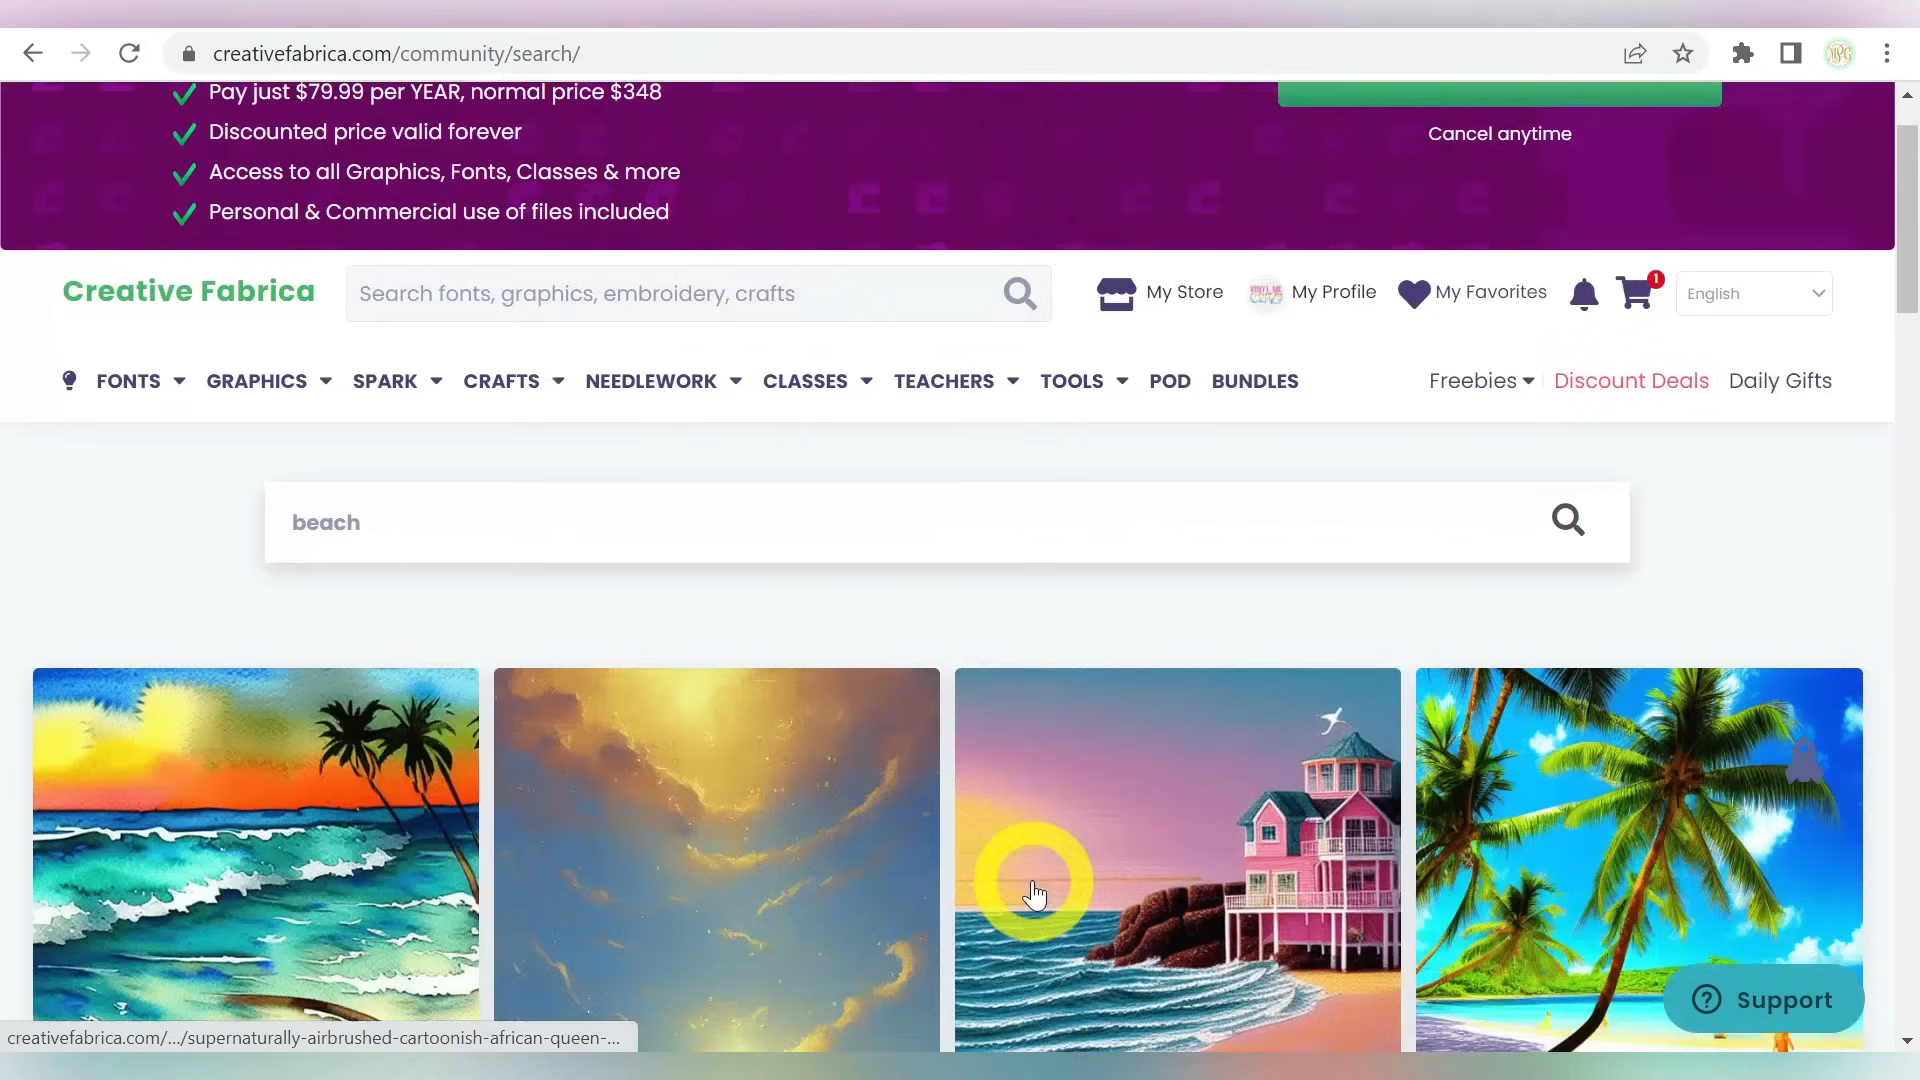 creativefabrica.com/community/search/
Pay just $79.99 per YEAR, normal price $348
Discounted price valid forever
Access to all Graphics, Fonts, Classes & more
Personal & Commercial use of files included
Cancel anytime
Creative Fabrica
Search fonts, graphics, embroidery, crafts
My Store
My Profile
My Favorites
1
English
FONTS GRAPHICS SPARK CRAFTS NEEDLEWORK CLASSES TEACHERS TOOLS POD BUNDLES
Freebies Discount Deals Daily Gifts
beach
Support
creativefabrica.com/.../supernaturally-airbrushed-cartoonish-african-queen-...